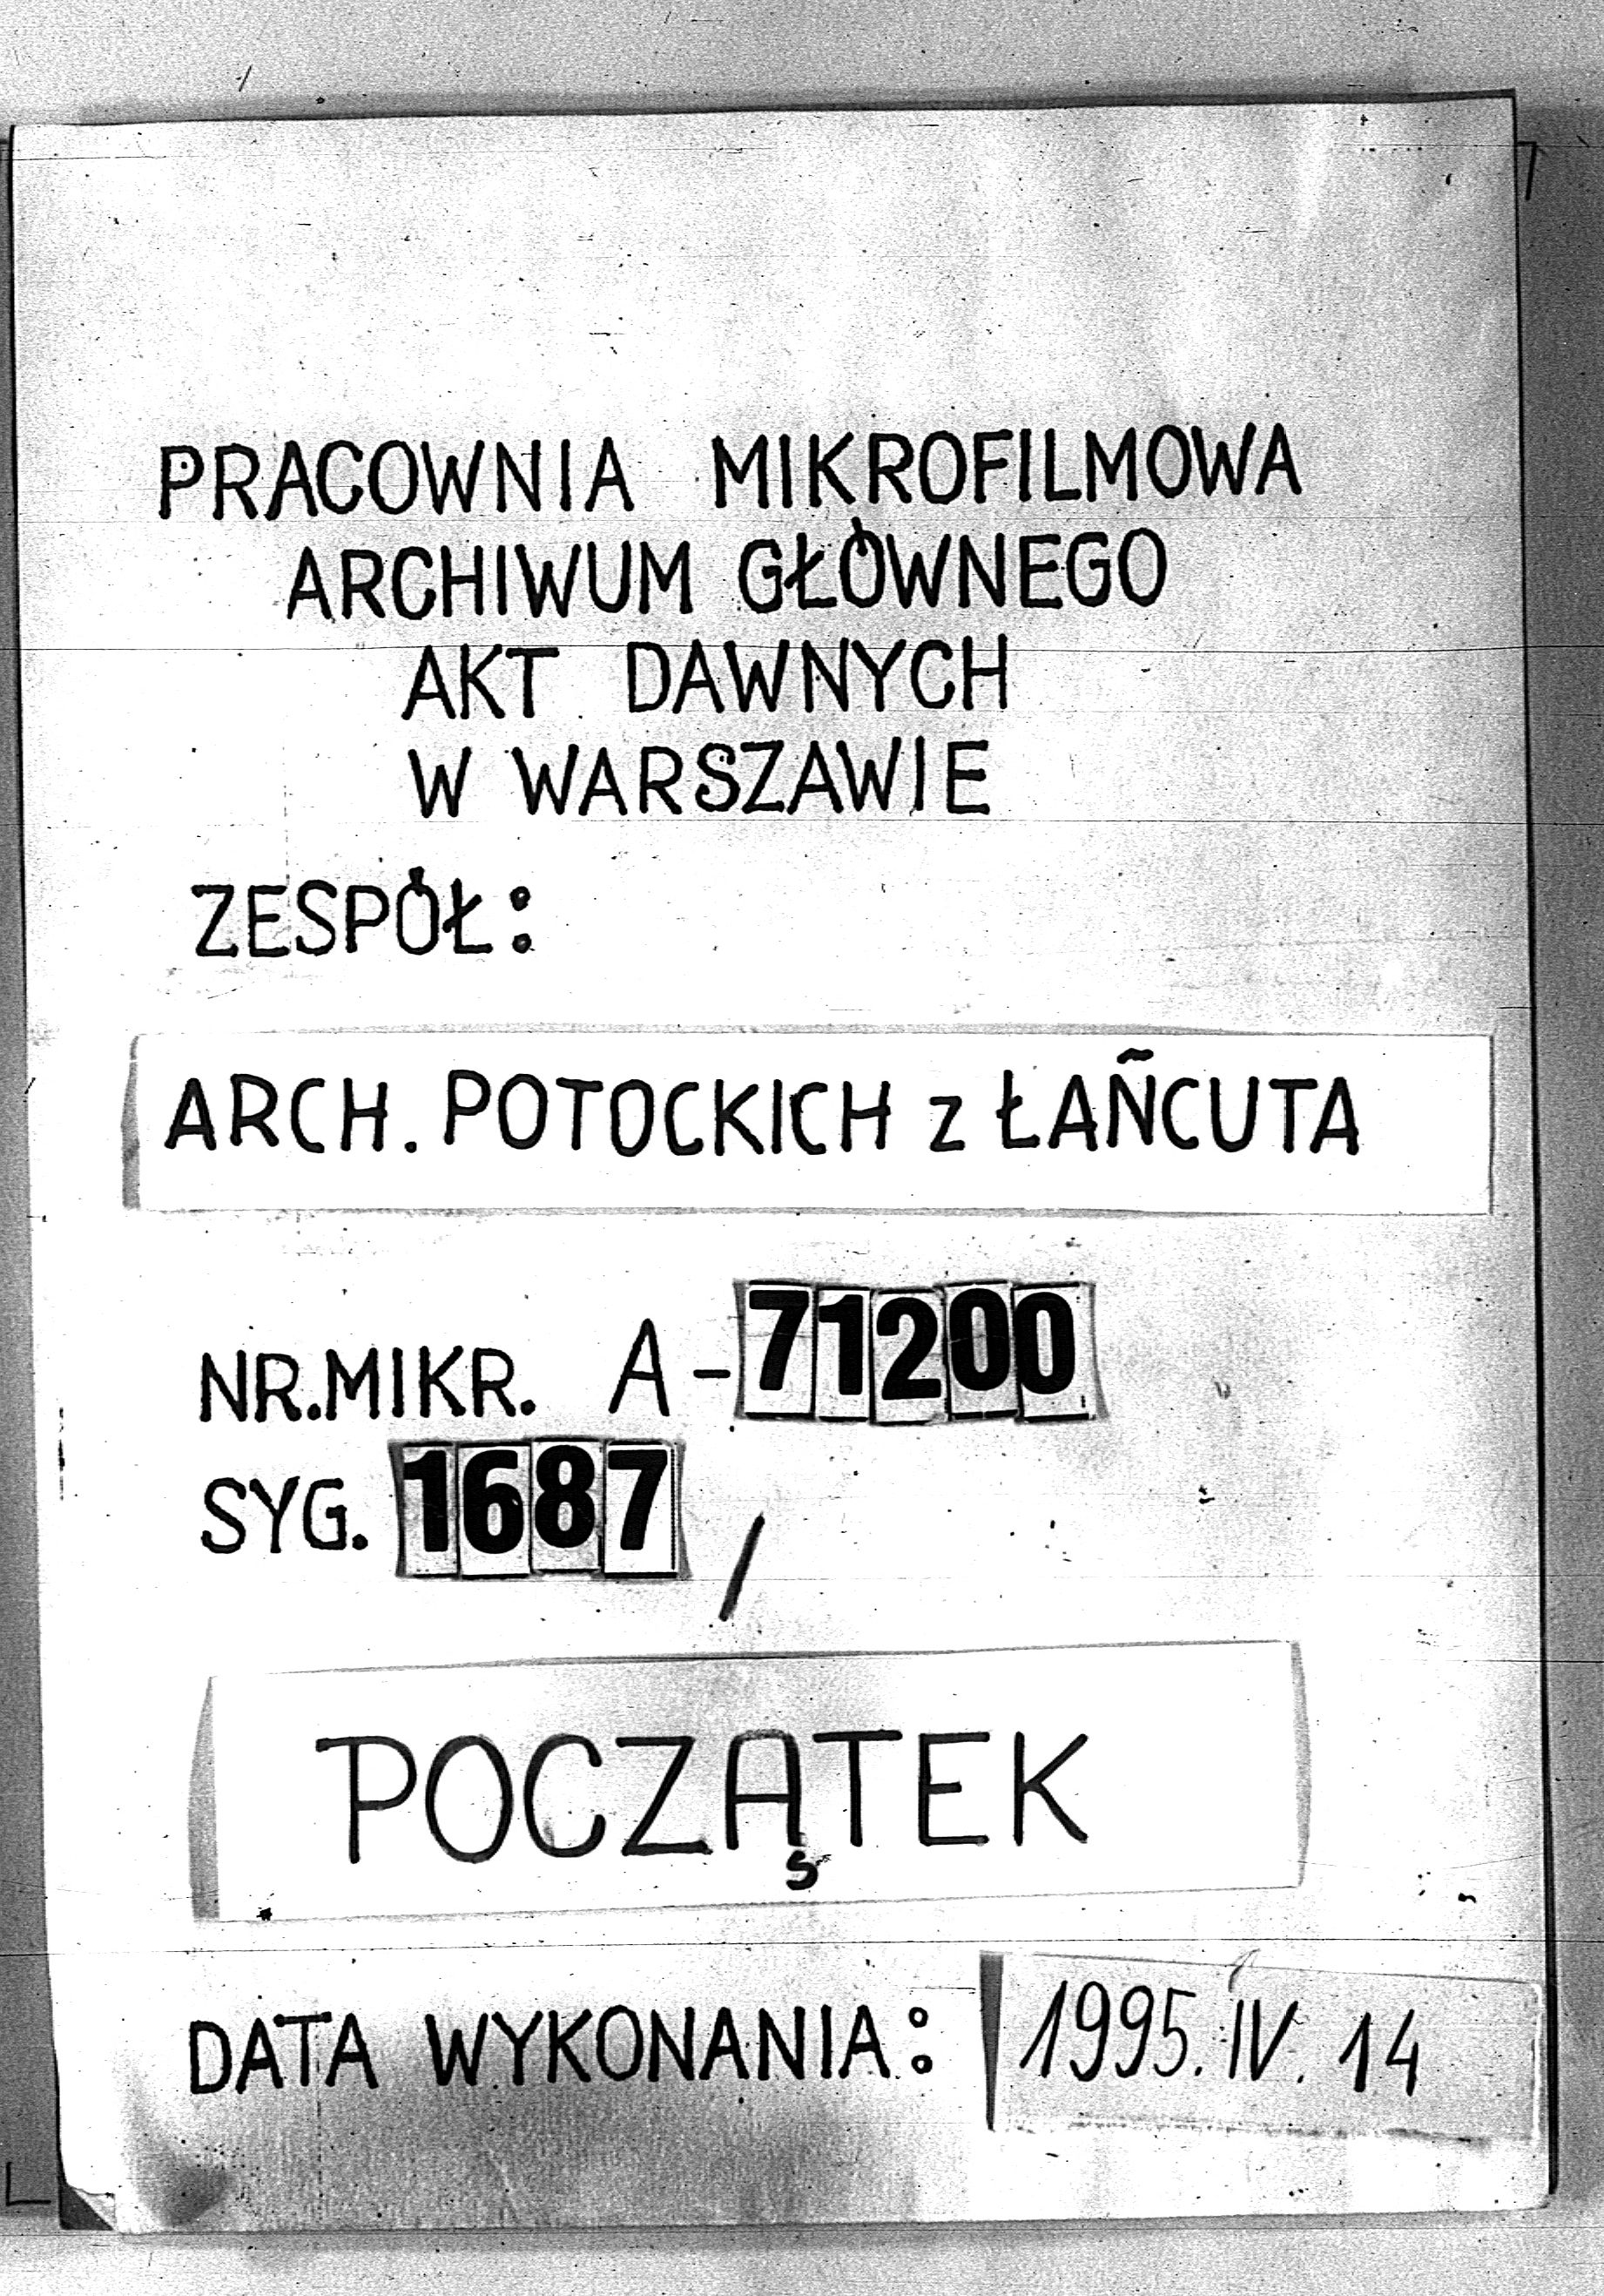 PRACOWNIA MIKROFILMOWA
ARCHIWUM GŁÓWNEGO
AKT DAWNYCH
W WARSZAWIE
ZESPÓŁ:
ARCH. POTOCKICH z ŁAŃCUTA
NR.MIKR. A-71200
SYG. 1687 /
POCZĄTEK
DATA WYKONANIA: 1995.IV.14